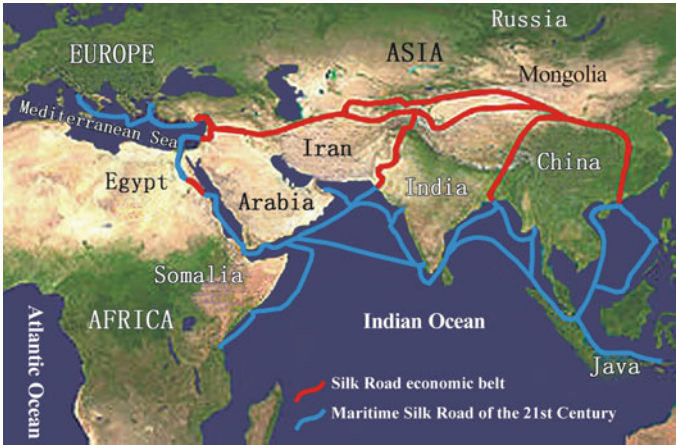 Russia
EUROPE
ASIA
Mongolia
Mediterranean Sea
Iran
China
Egypt
India
Arabia
Somalia
AFRICA
Atlantic Ocean
Indian Ocean
Java
Silk Road economic belt
Maritime Silk Road of the 21st Century